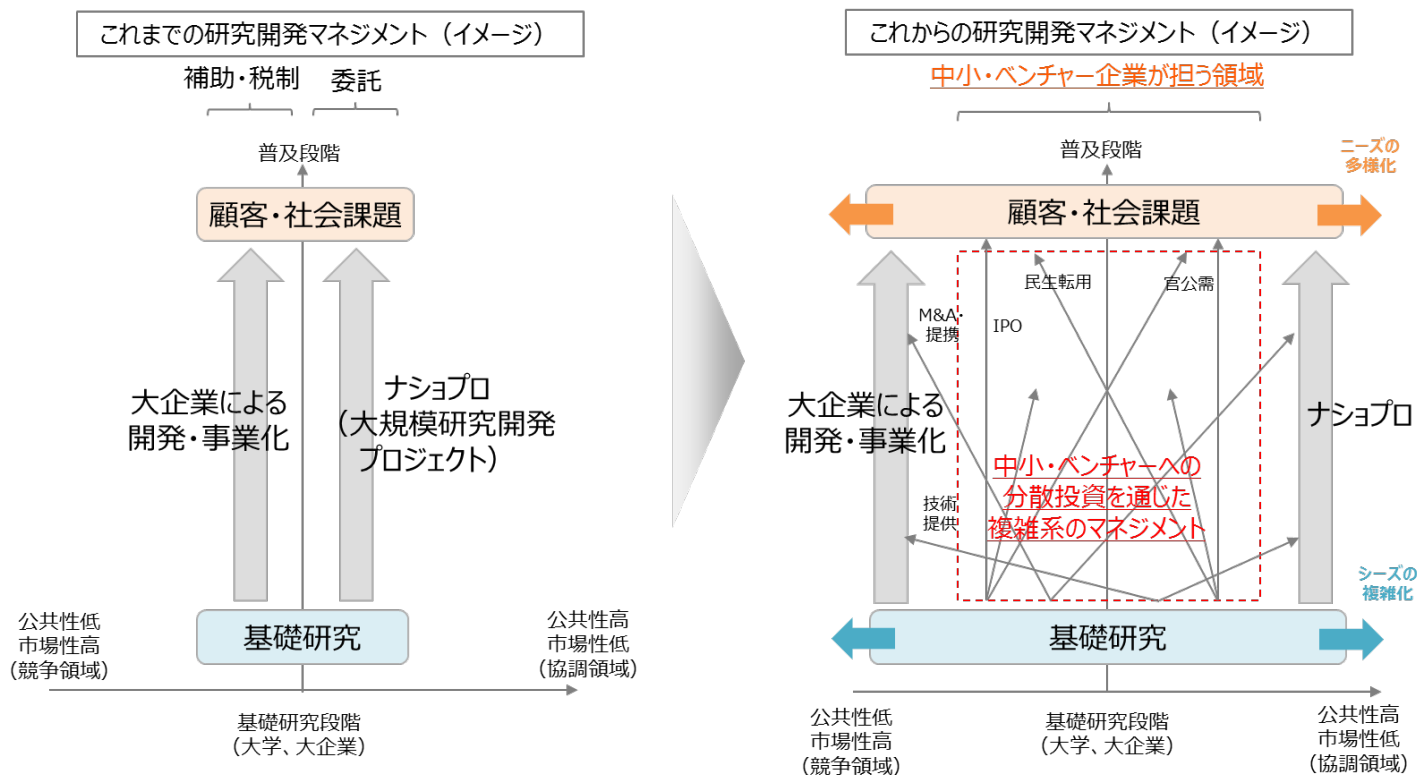 これまでの研究開発マネジメント（イメージ）
補助・税制
委託
普及段階
顧客・社会課題
大企業による
開発・事業化
ナショプロ
（大規模研究開発
プロジェクト）
基礎研究
公共性低
市場性高
（競争領域）
公共性高
市場性低
（協調領域）
基礎研究段階
（大学、大企業）
これからの研究開発マネジメント（イメージ）
中小・ベンチャー企業が担う領域
普及段階
ニーズの
多様化
顧客・社会課題
民生転用
官公需
M&A・
提携
IPO
大企業による
開発・事業化
ナショプロ
中小・ベンチャーへの
分散投資を通じた
複雑系のマネジメント
技術
提供
シーズの
複雑化
基礎研究
公共性低
市場性高
（競争領域）
基礎研究段階
（大学、大企業）
公共性高
市場性低
（協調領域）